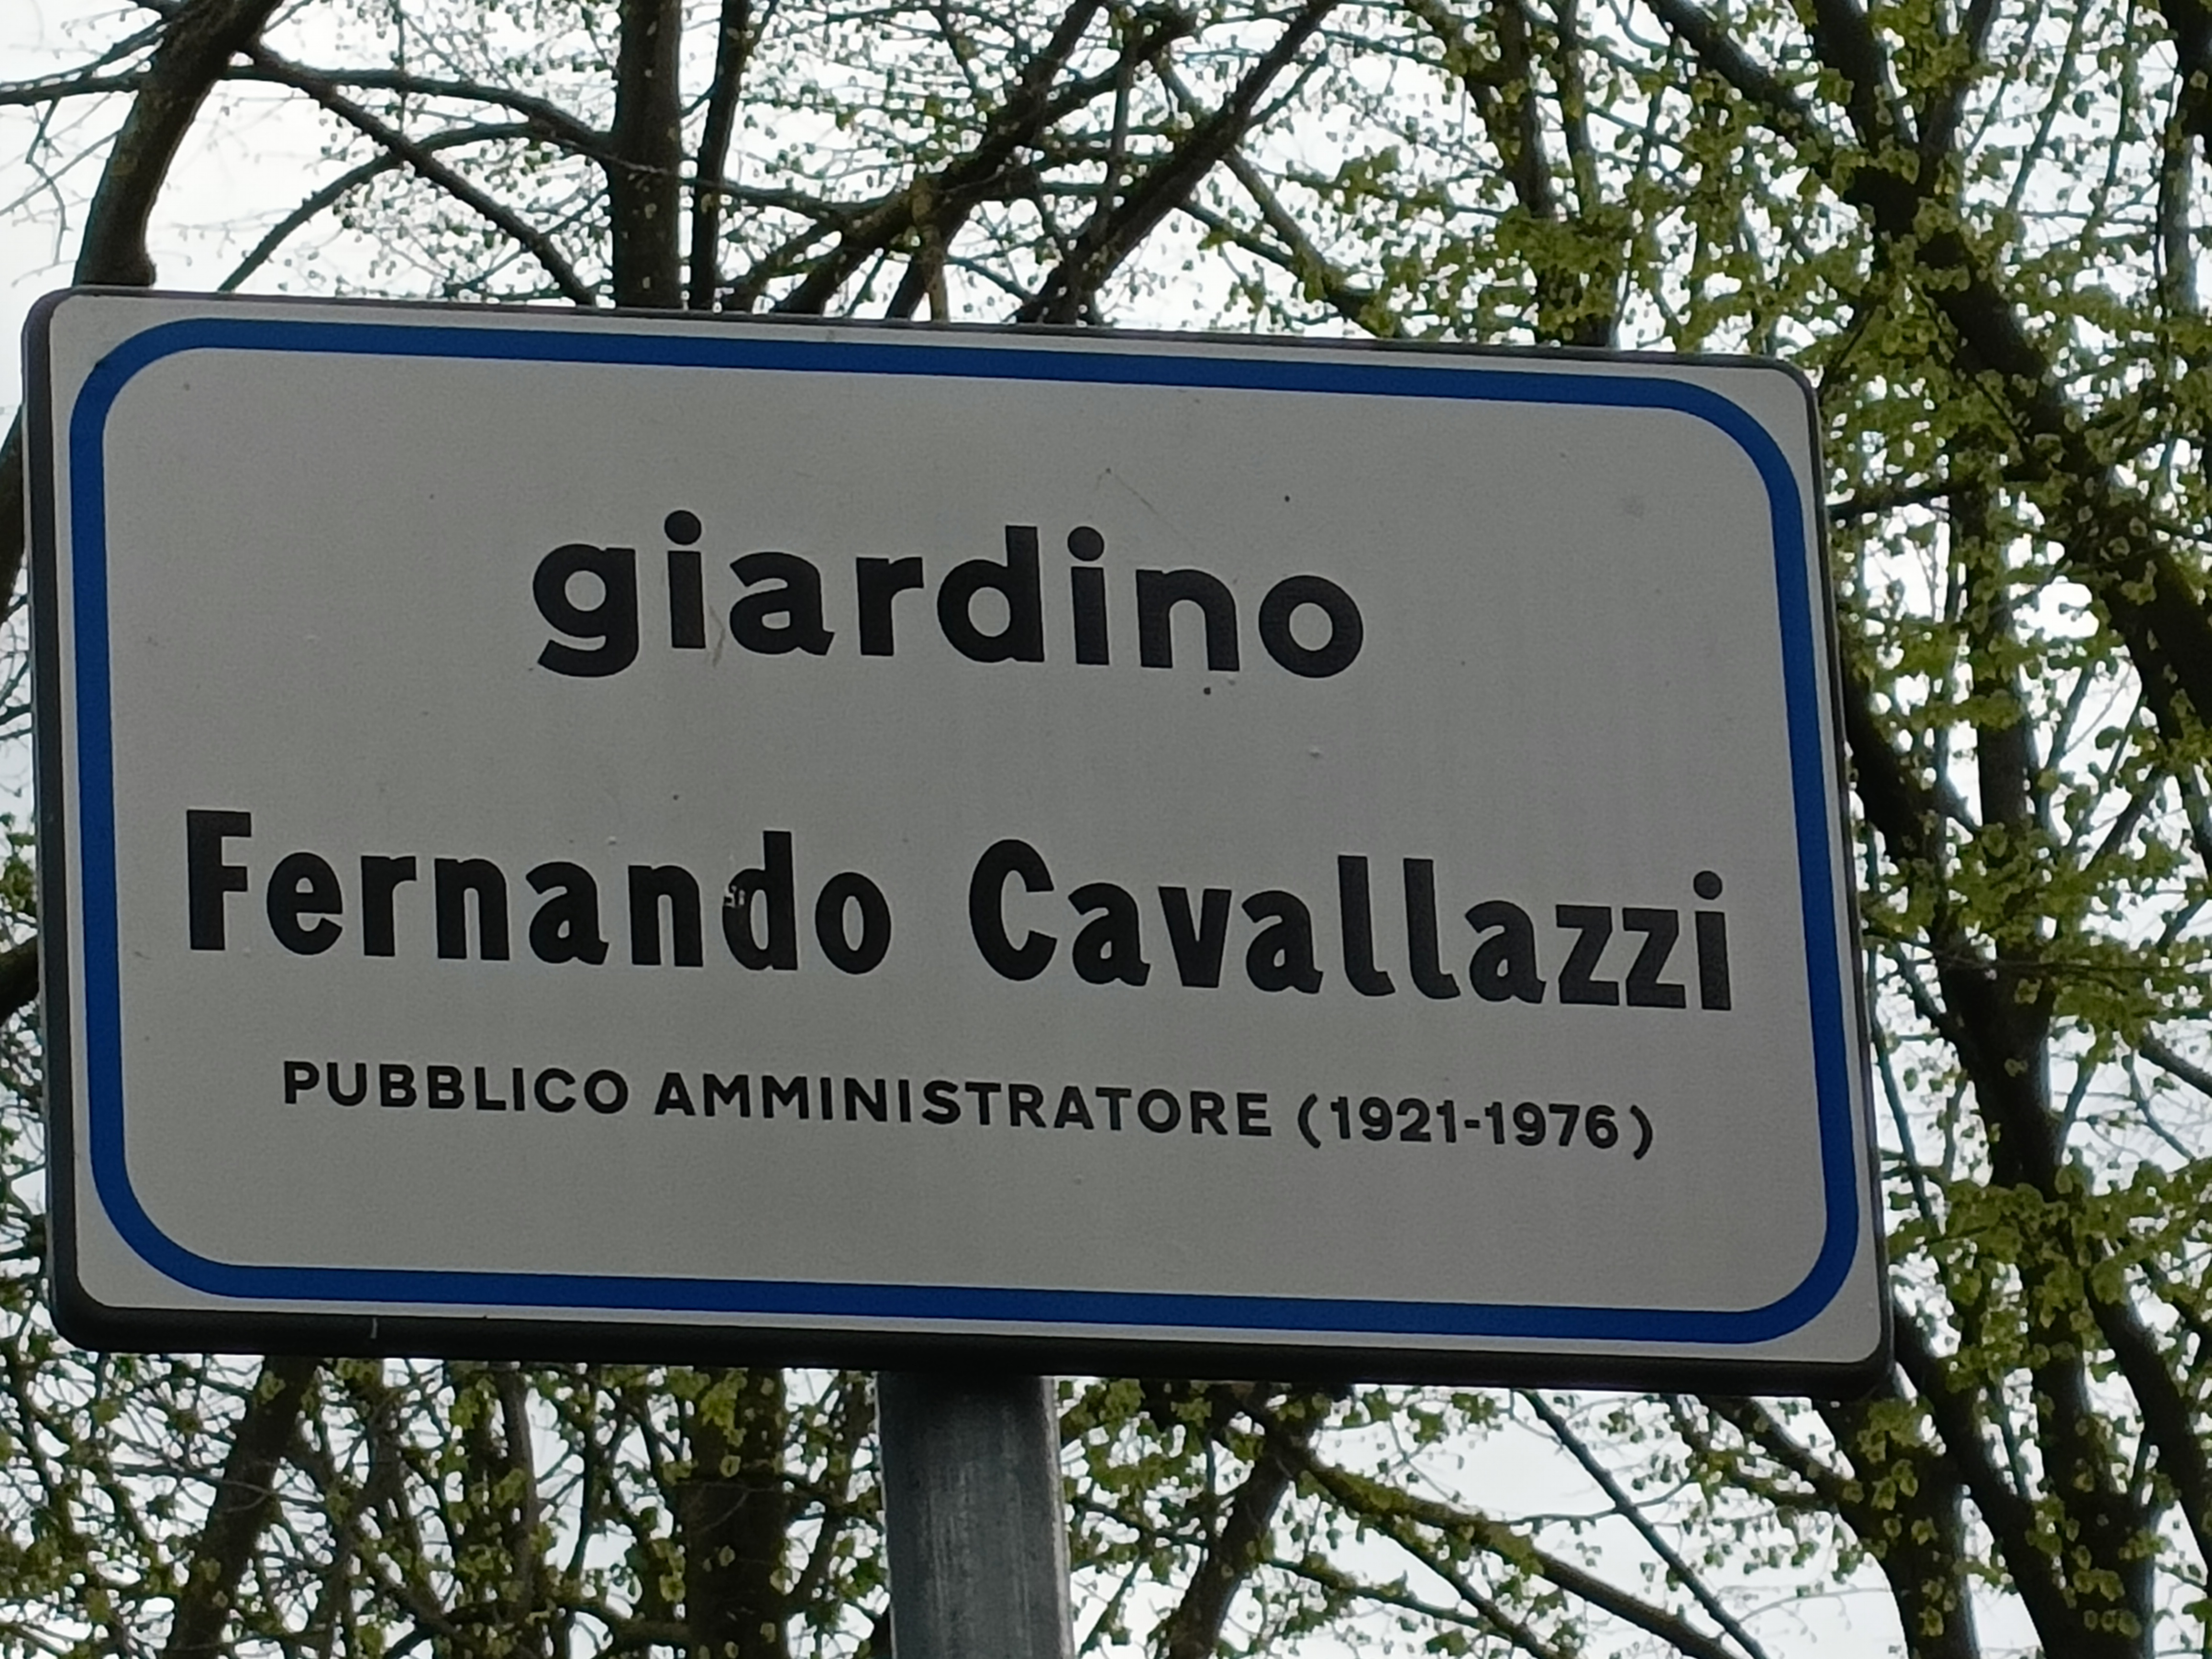 giardino
Fernando Cavallazzi
PUBBLICO AMMINISTRATORE (1921-1976)